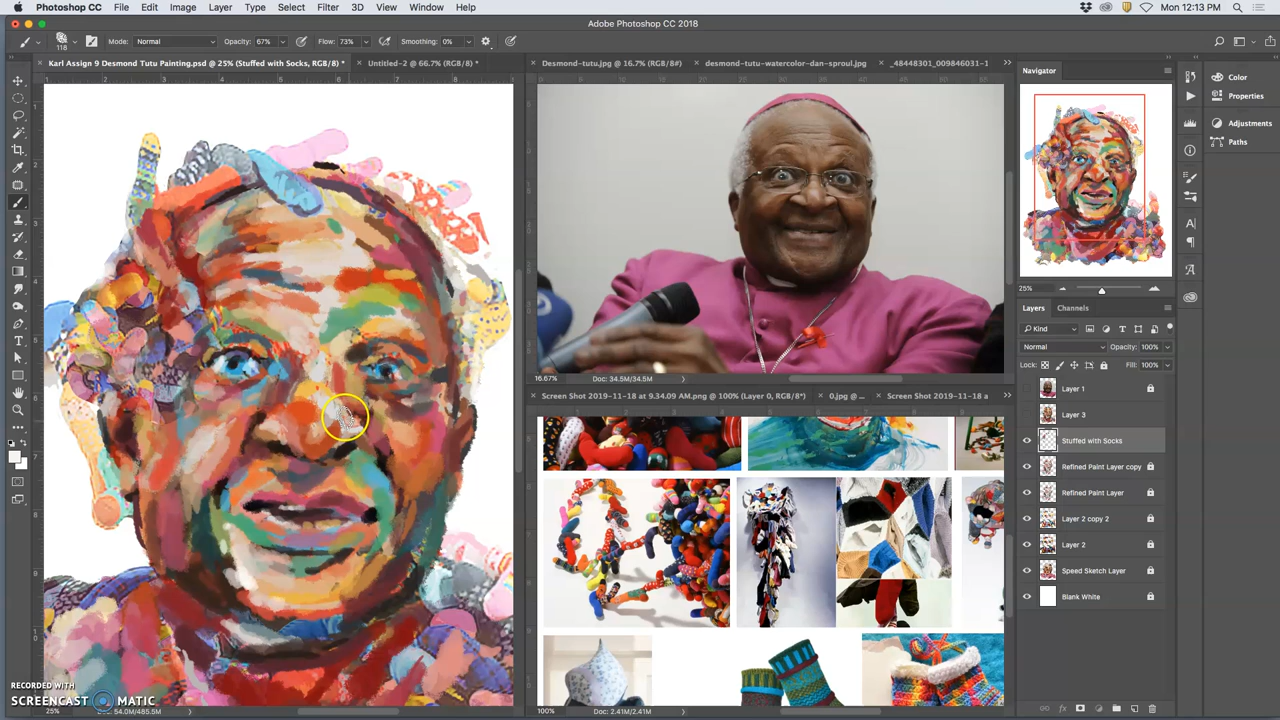 Photoshop CC File Edit Image Layer Type Select Filter 3D View Window Help Mon 12:13 PM
Adobe Photoshop CC 2018
118 Mode: Normal Opacity: 67% Flow: 73% Smoothing: 0%
Karl Assign 9 Desmond Tutu Painting.psd @ 25% (Stuffed with Socks, RGB/8) * Untitled-2 @ 66.7% (RGB/8) *
Desmond-tutu.jpg @ 16.7% (RGB/8#) desmond-tutu-watercolor-dan-sproul.jpg _48448301_009846031-1
Navigator
Color
Properties
Adjustments
Paths
25%
Layers Channels
Kind
Normal Opacity: 100%
Lock: Fill: 100%
Layer 1
Layer 3
Stuffed with Socks
Refined Paint Layer copy
Refined Paint Layer
Layer 2 copy 2
Layer 2
Speed Sketch Layer
Blank White
16.67% Doc: 34.5M/34.5M
Screen Shot 2019-11-18 at 9.34.09 AM.png @ 100% (Layer 0, RGB/8*) 0.jpg @ Screen Shot 2019-11-18 a
100% Doc: 2.41M/2.41M
RECORDED WITH
SCREENCAST MATIC
25% Doc: 54.0M/485.5M